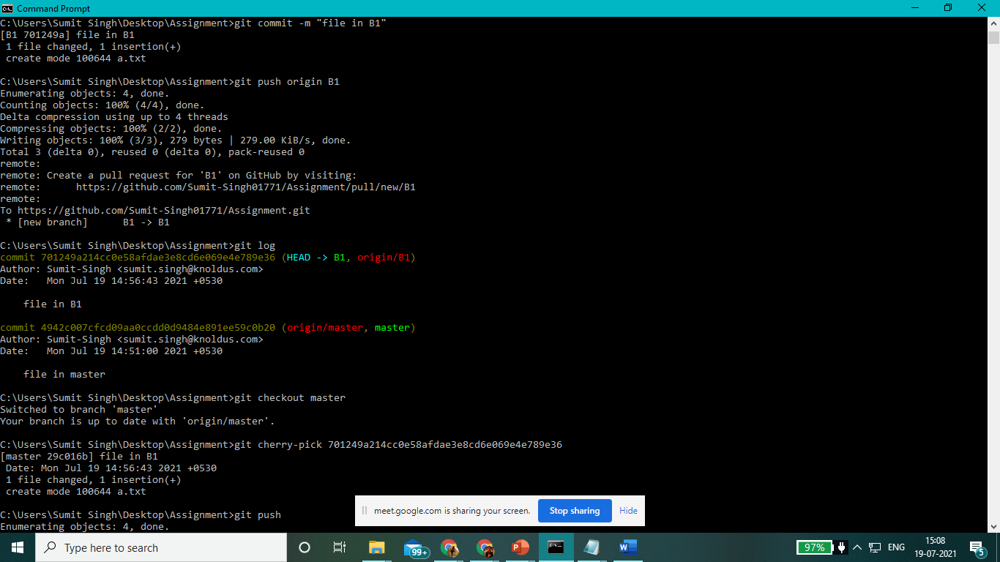 Command Prompt
C:\Users\Sumit Singh\Desktop\Assignment>git commit -m "file in B1"
[B1 701249a] file in B1
 1 file changed, 1 insertion(+)
 create mode 100644 a.txt
C:\Users\Sumit Singh\Desktop\Assignment>git push origin B1
Enumerating objects: 4, done.
Counting objects: 100% (4/4), done.
Delta compression using up to 4 threads
Compressing objects: 100% (2/2), done.
Writing objects: 100% (3/3), 279 bytes | 279.00 KiB/s, done.
Total 3 (delta 0), reused 0 (delta 0), pack-reused 0
remote:
remote: Create a pull request for 'B1' on GitHub by visiting:
remote:      https://github.com/Sumit-Singh01771/Assignment/pull/new/B1
remote:
To https://github.com/Sumit-Singh01771/Assignment.git
 * [new branch]      B1 -> B1
C:\Users\Sumit Singh\Desktop\Assignment>git log
commit 701249a214cc0e58afdae3e8cd6e069e4e789e36 (HEAD -> B1, origin/B1)
Author: Sumit-Singh <sumit.singh@knoldus.com>
Date:   Mon Jul 19 14:56:43 2021 +0530
    file in B1
commit 4942c007cfcd09aa0ccdd0d9484e891ee59c0b20 (origin/master, master)
Author: Sumit-Singh <sumit.singh@knoldus.com>
Date:   Mon Jul 19 14:51:00 2021 +0530
    file in master
C:\Users\Sumit Singh\Desktop\Assignment>git checkout master
Switched to branch 'master'
Your branch is up to date with 'origin/master'.
C:\Users\Sumit Singh\Desktop\Assignment>git cherry-pick 701249a214cc0e58afdae3e8cd6e069e4e789e36
[master 29c016b] file in B1
 Date: Mon Jul 19 14:56:43 2021 +0530
 1 file changed, 1 insertion(+)
 create mode 100644 a.txt
C:\Users\Sumit Singh\Desktop\Assignment>git push
Enumerating objects: 4, done.
meet.google.com is sharing your screen. Stop sharing Hide
Type here to search
99+
97%
ENG
15:08
19-07-2021
5